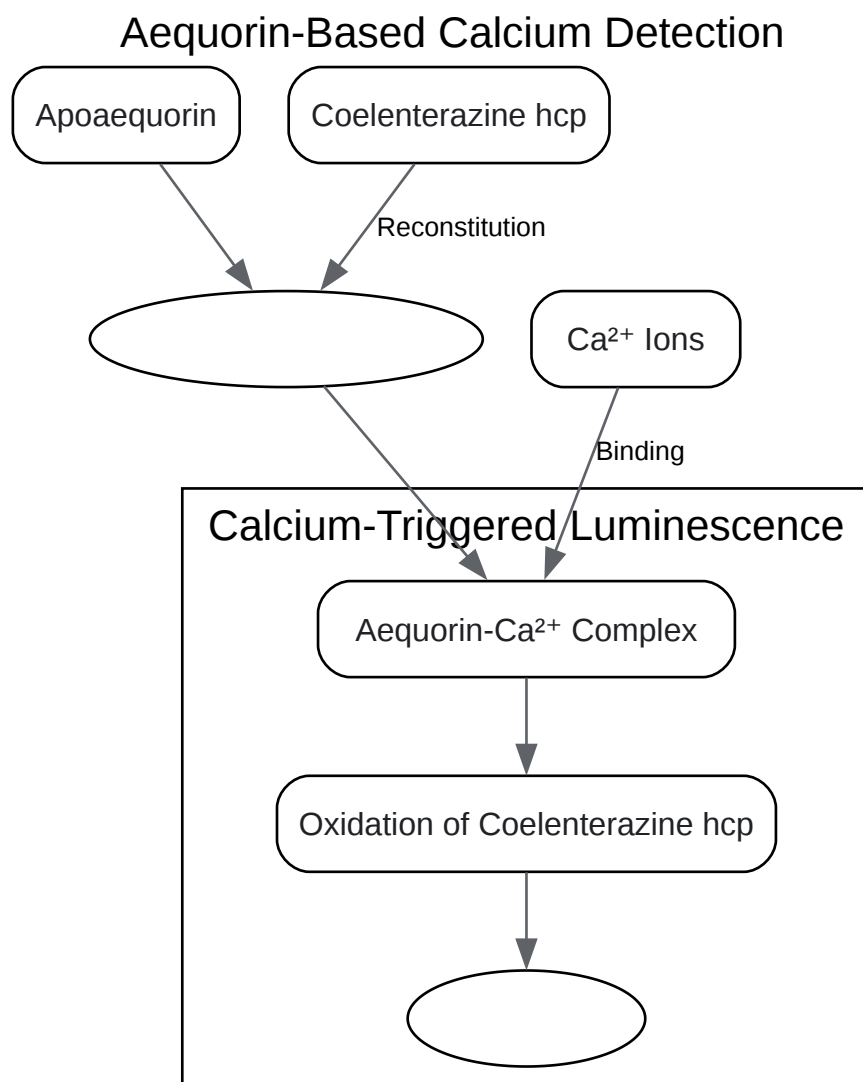 Aequorin-Based Calcium Detection
Apoaequorin
Coelenterazine hcp
Reconstitution
Ca²⁺ Ions
Binding
Calcium-Triggered Luminescence
Aequorin-Ca²⁺ Complex
Oxidation of Coelenterazine hcp